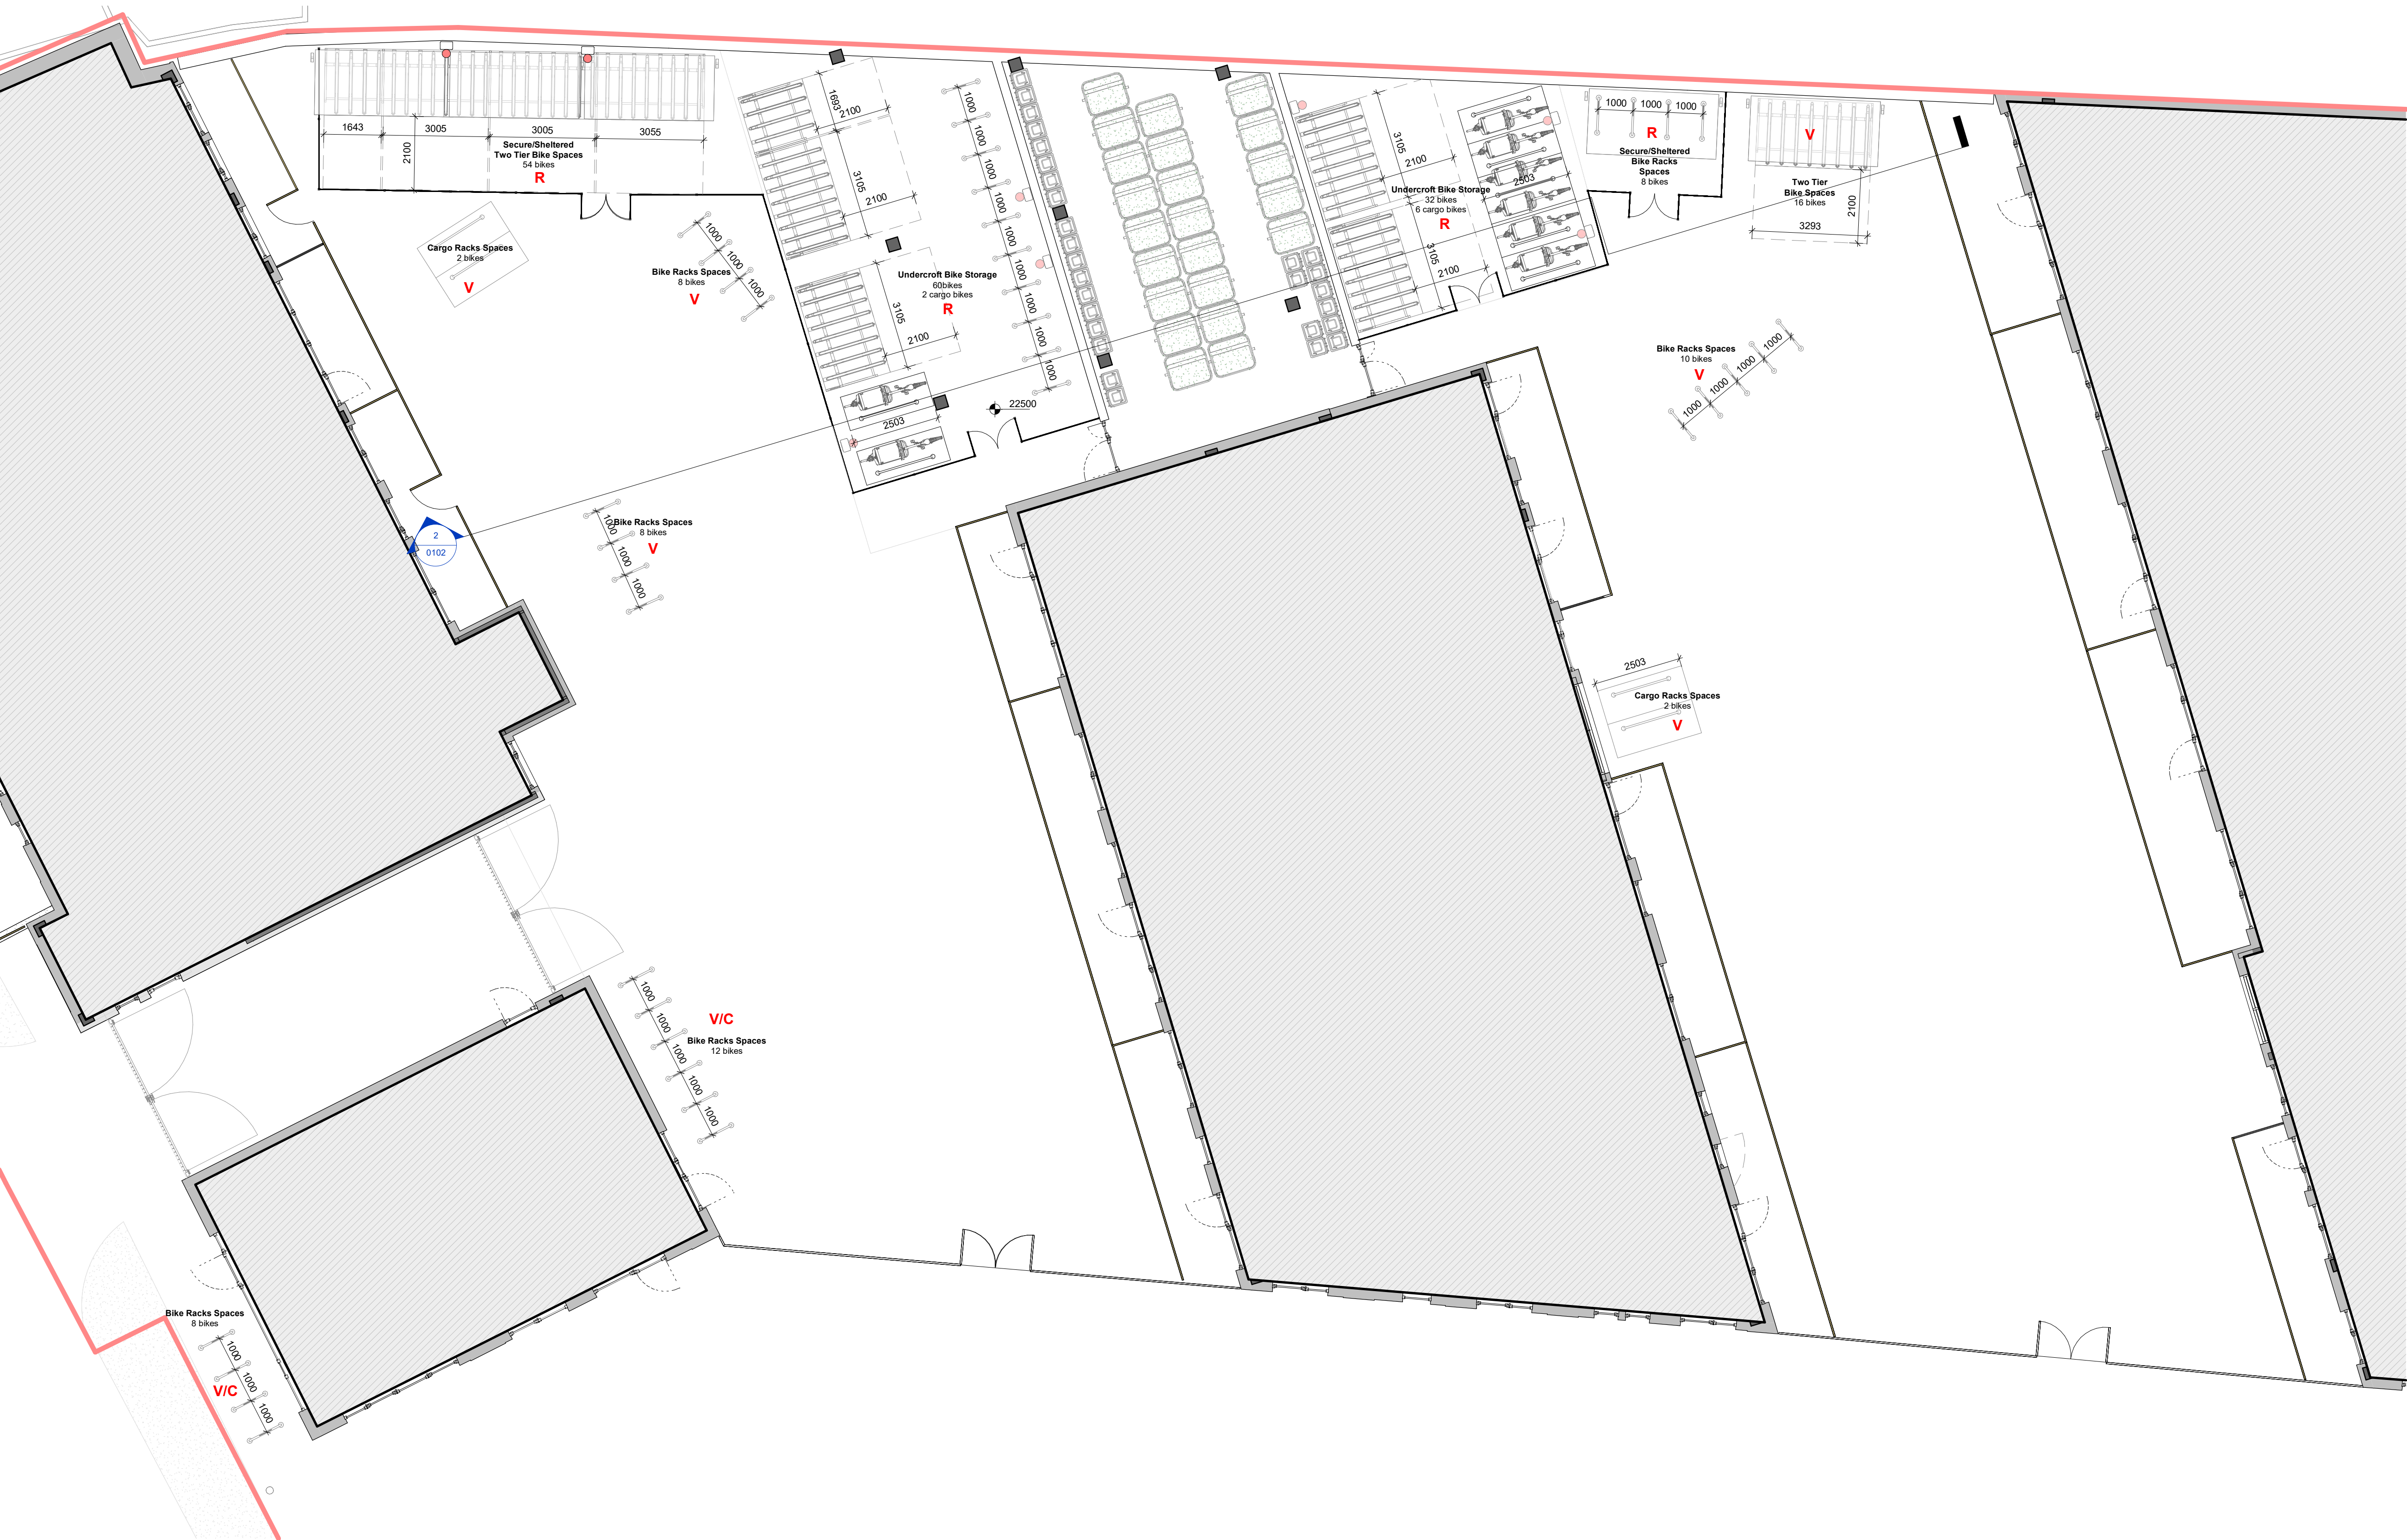 1643
3005
3005
3055
2100
Secure/Sheltered
Two Tier Bike Spaces
54 bikes
R
1693
2100
3105
2100
3105
2100
2503
Undercroft Bike Storage
60bikes
2 cargo bikes
R
1000
1000
1000
1000
1000
1000
1000
1000
1000
22500
3105
2100
3105
2100
Undercroft Bike Storage
32 bikes
6 cargo bikes
R
2503
1000
1000
1000
R
Secure/Sheltered
Bike Racks
Spaces
8 bikes
V
Two Tier
Bike Spaces
16 bikes
2100
3293
Cargo Racks Spaces
2 bikes
V
Bike Racks Spaces
8 bikes
V
1000
1000
1000
Bike Racks Spaces
10 bikes
V
1000
1000
1000
1000
2
0102
Bike Racks Spaces
8 bikes
V
1000
1000
1000
2503
Cargo Racks Spaces
2 bikes
V
V/C
Bike Racks Spaces
12 bikes
1000
1000
1000
1000
1000
Bike Racks Spaces
8 bikes
V/C
1000
1000
1000